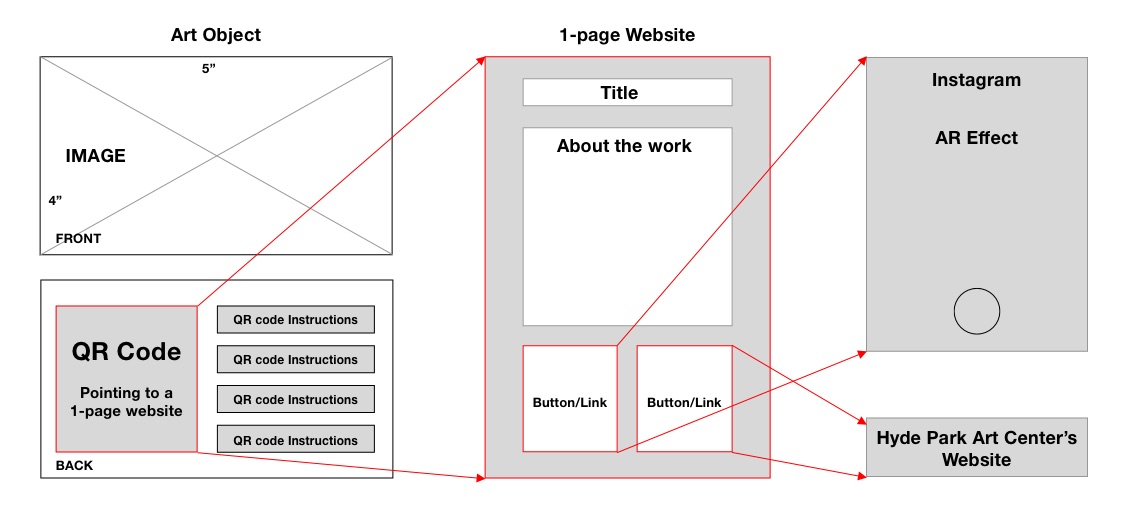 Art Object
5”
IMAGE
4”
FRONT
QR Code
Pointing to a
1-page website
QR code Instructions
QR code Instructions
QR code Instructions
QR code Instructions
BACK
1-page Website
Title
About the work
Button/Link
Button/Link
Instagram
AR Effect
Hyde Park Art Center’s
Website